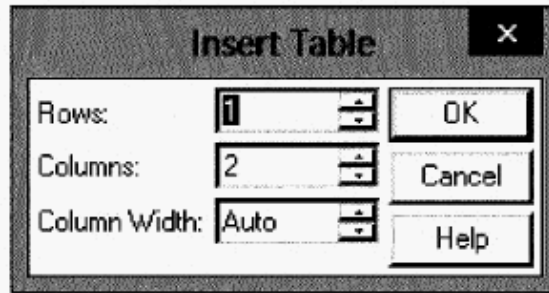 Insert Table
x
Rows: 1 OK
Columns: 2 Cancel
Column Width: Auto Help